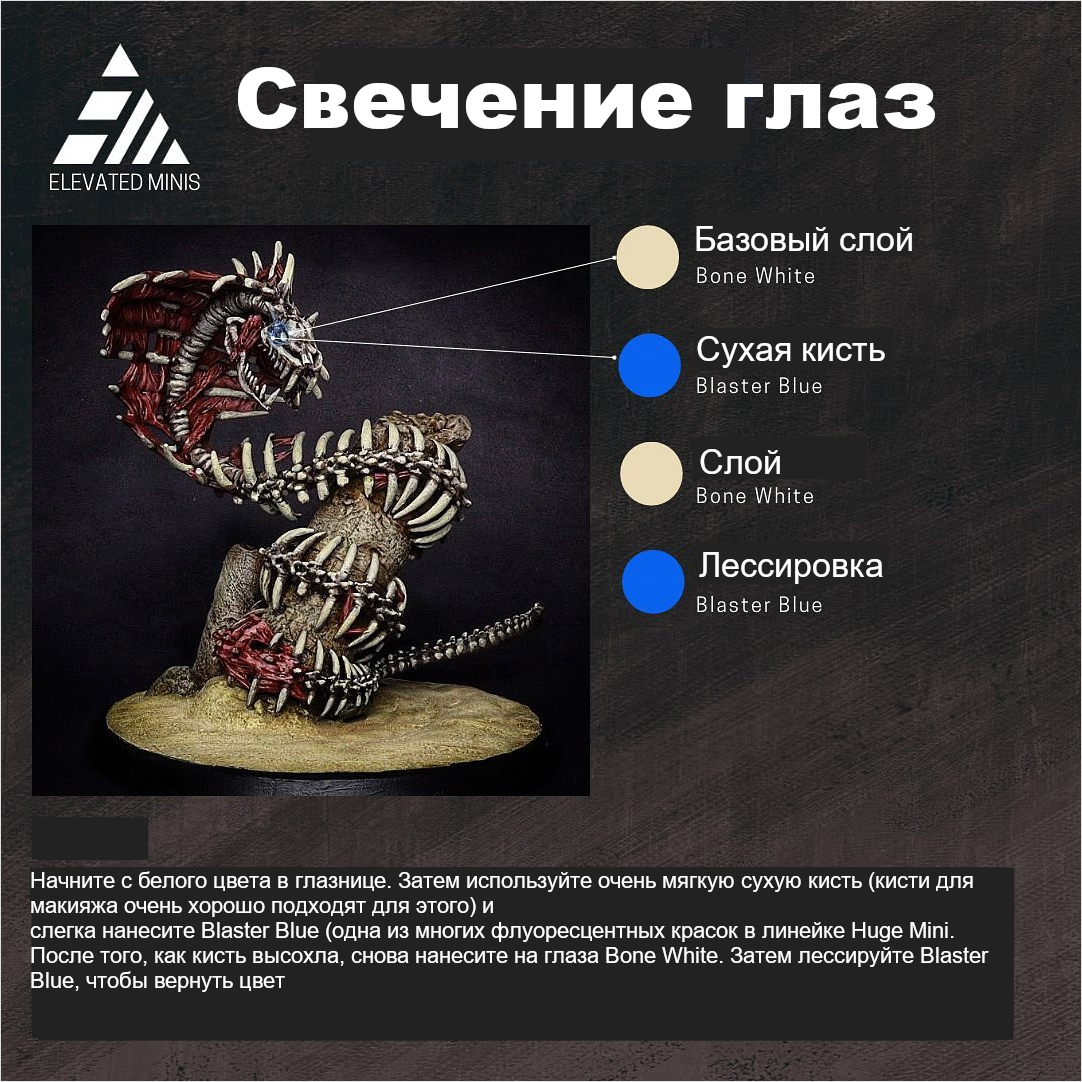 Свечение глаз
ELEVATED MINIS
Базовый слой
Bone White
Сухая кисть
Blaster Blue
Слой
Bone White
Лессировка
Blaster Blue
Начните с белого цвета в глазнице. Затем используйте очень мягкую сухую кисть (кисти для
макияжа очень хорошо подходят для этого) и
слегка нанесите Blaster Blue (одна из многих флуоресцентных красок в линейке Huge Mini.
После того, как кисть высохла, снова нанесите на глаза Bone White. Затем лессируйте Blaster
Blue, чтобы вернуть цвет